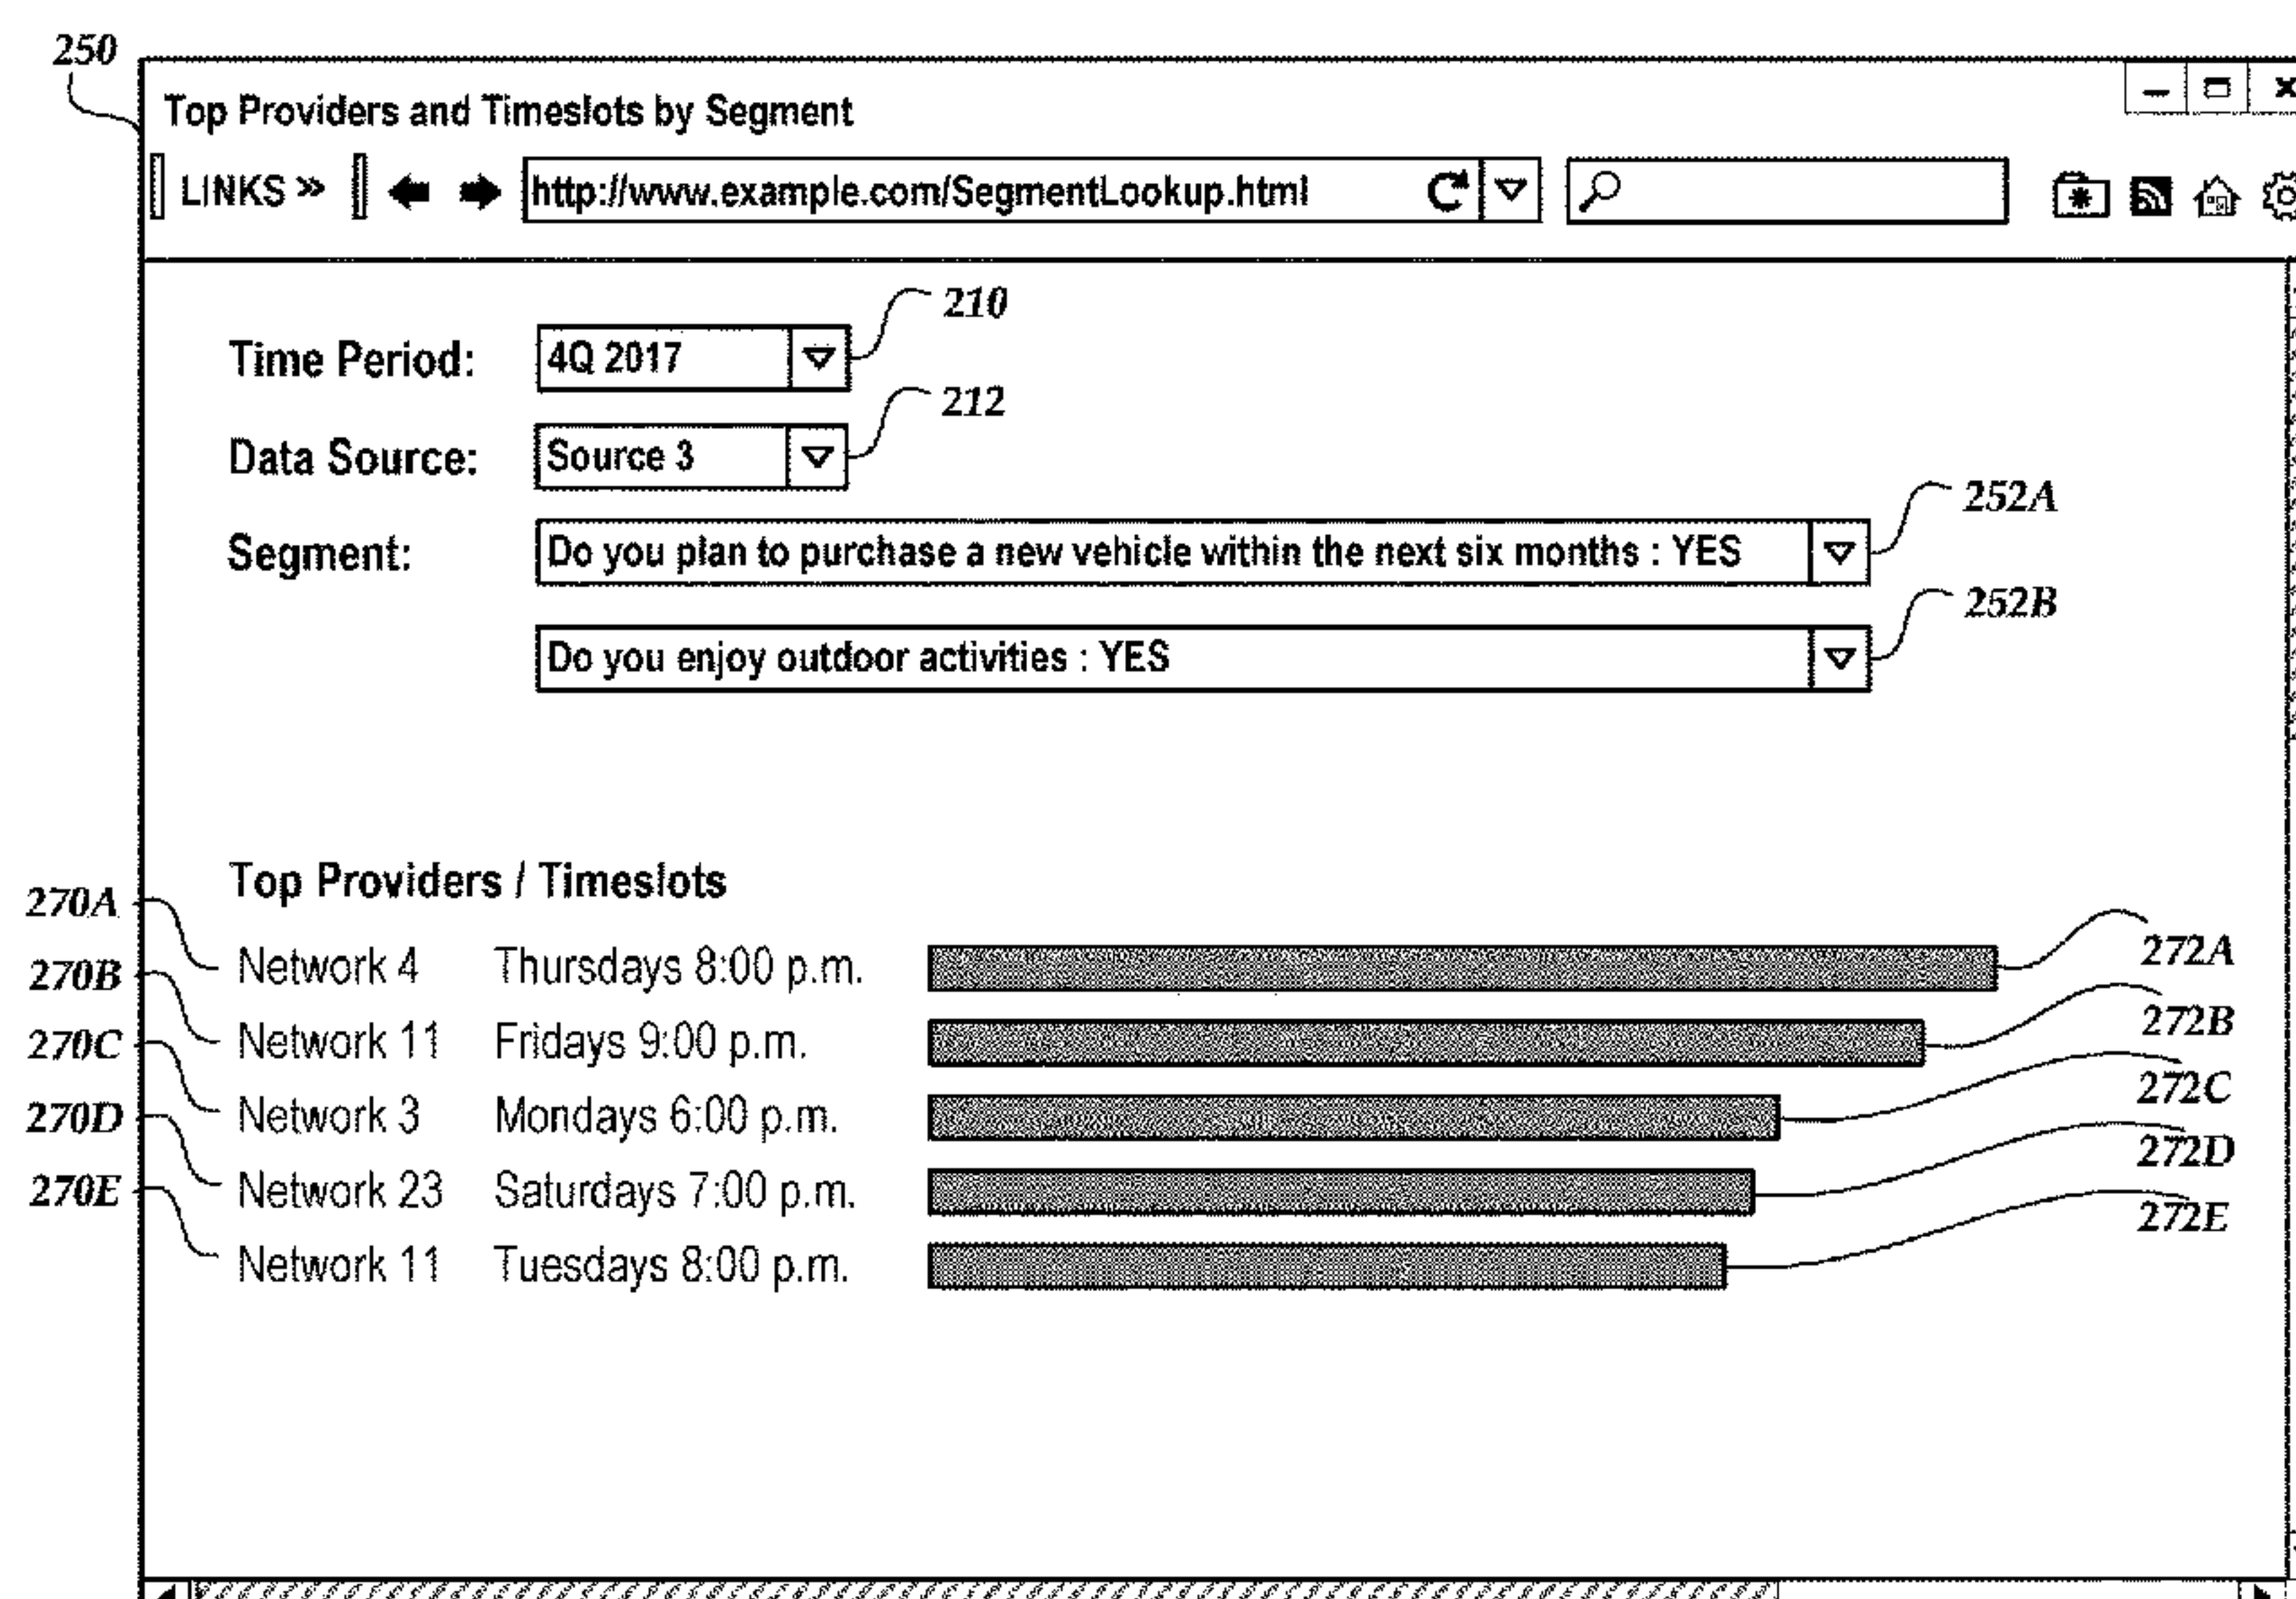 250
Top Providers and Timeslots by Segment
LINKS »
http://www.example.com/SegmentLookup.html
210
Time Period: 4Q 2017
212
Data Source: Source 3
252A
Segment: Do you plan to purchase a new vehicle within the next six months : YES
252B
Do you enjoy outdoor activities : YES
Top Providers / Timeslots
270A Network 4 Thursdays 8:00 p.m. 272A
270B Network 11 Fridays 9:00 p.m. 272B
270C Network 3 Mondays 6:00 p.m. 272C
270D Network 23 Saturdays 7:00 p.m. 272D
270E Network 11 Tuesdays 8:00 p.m. 272E